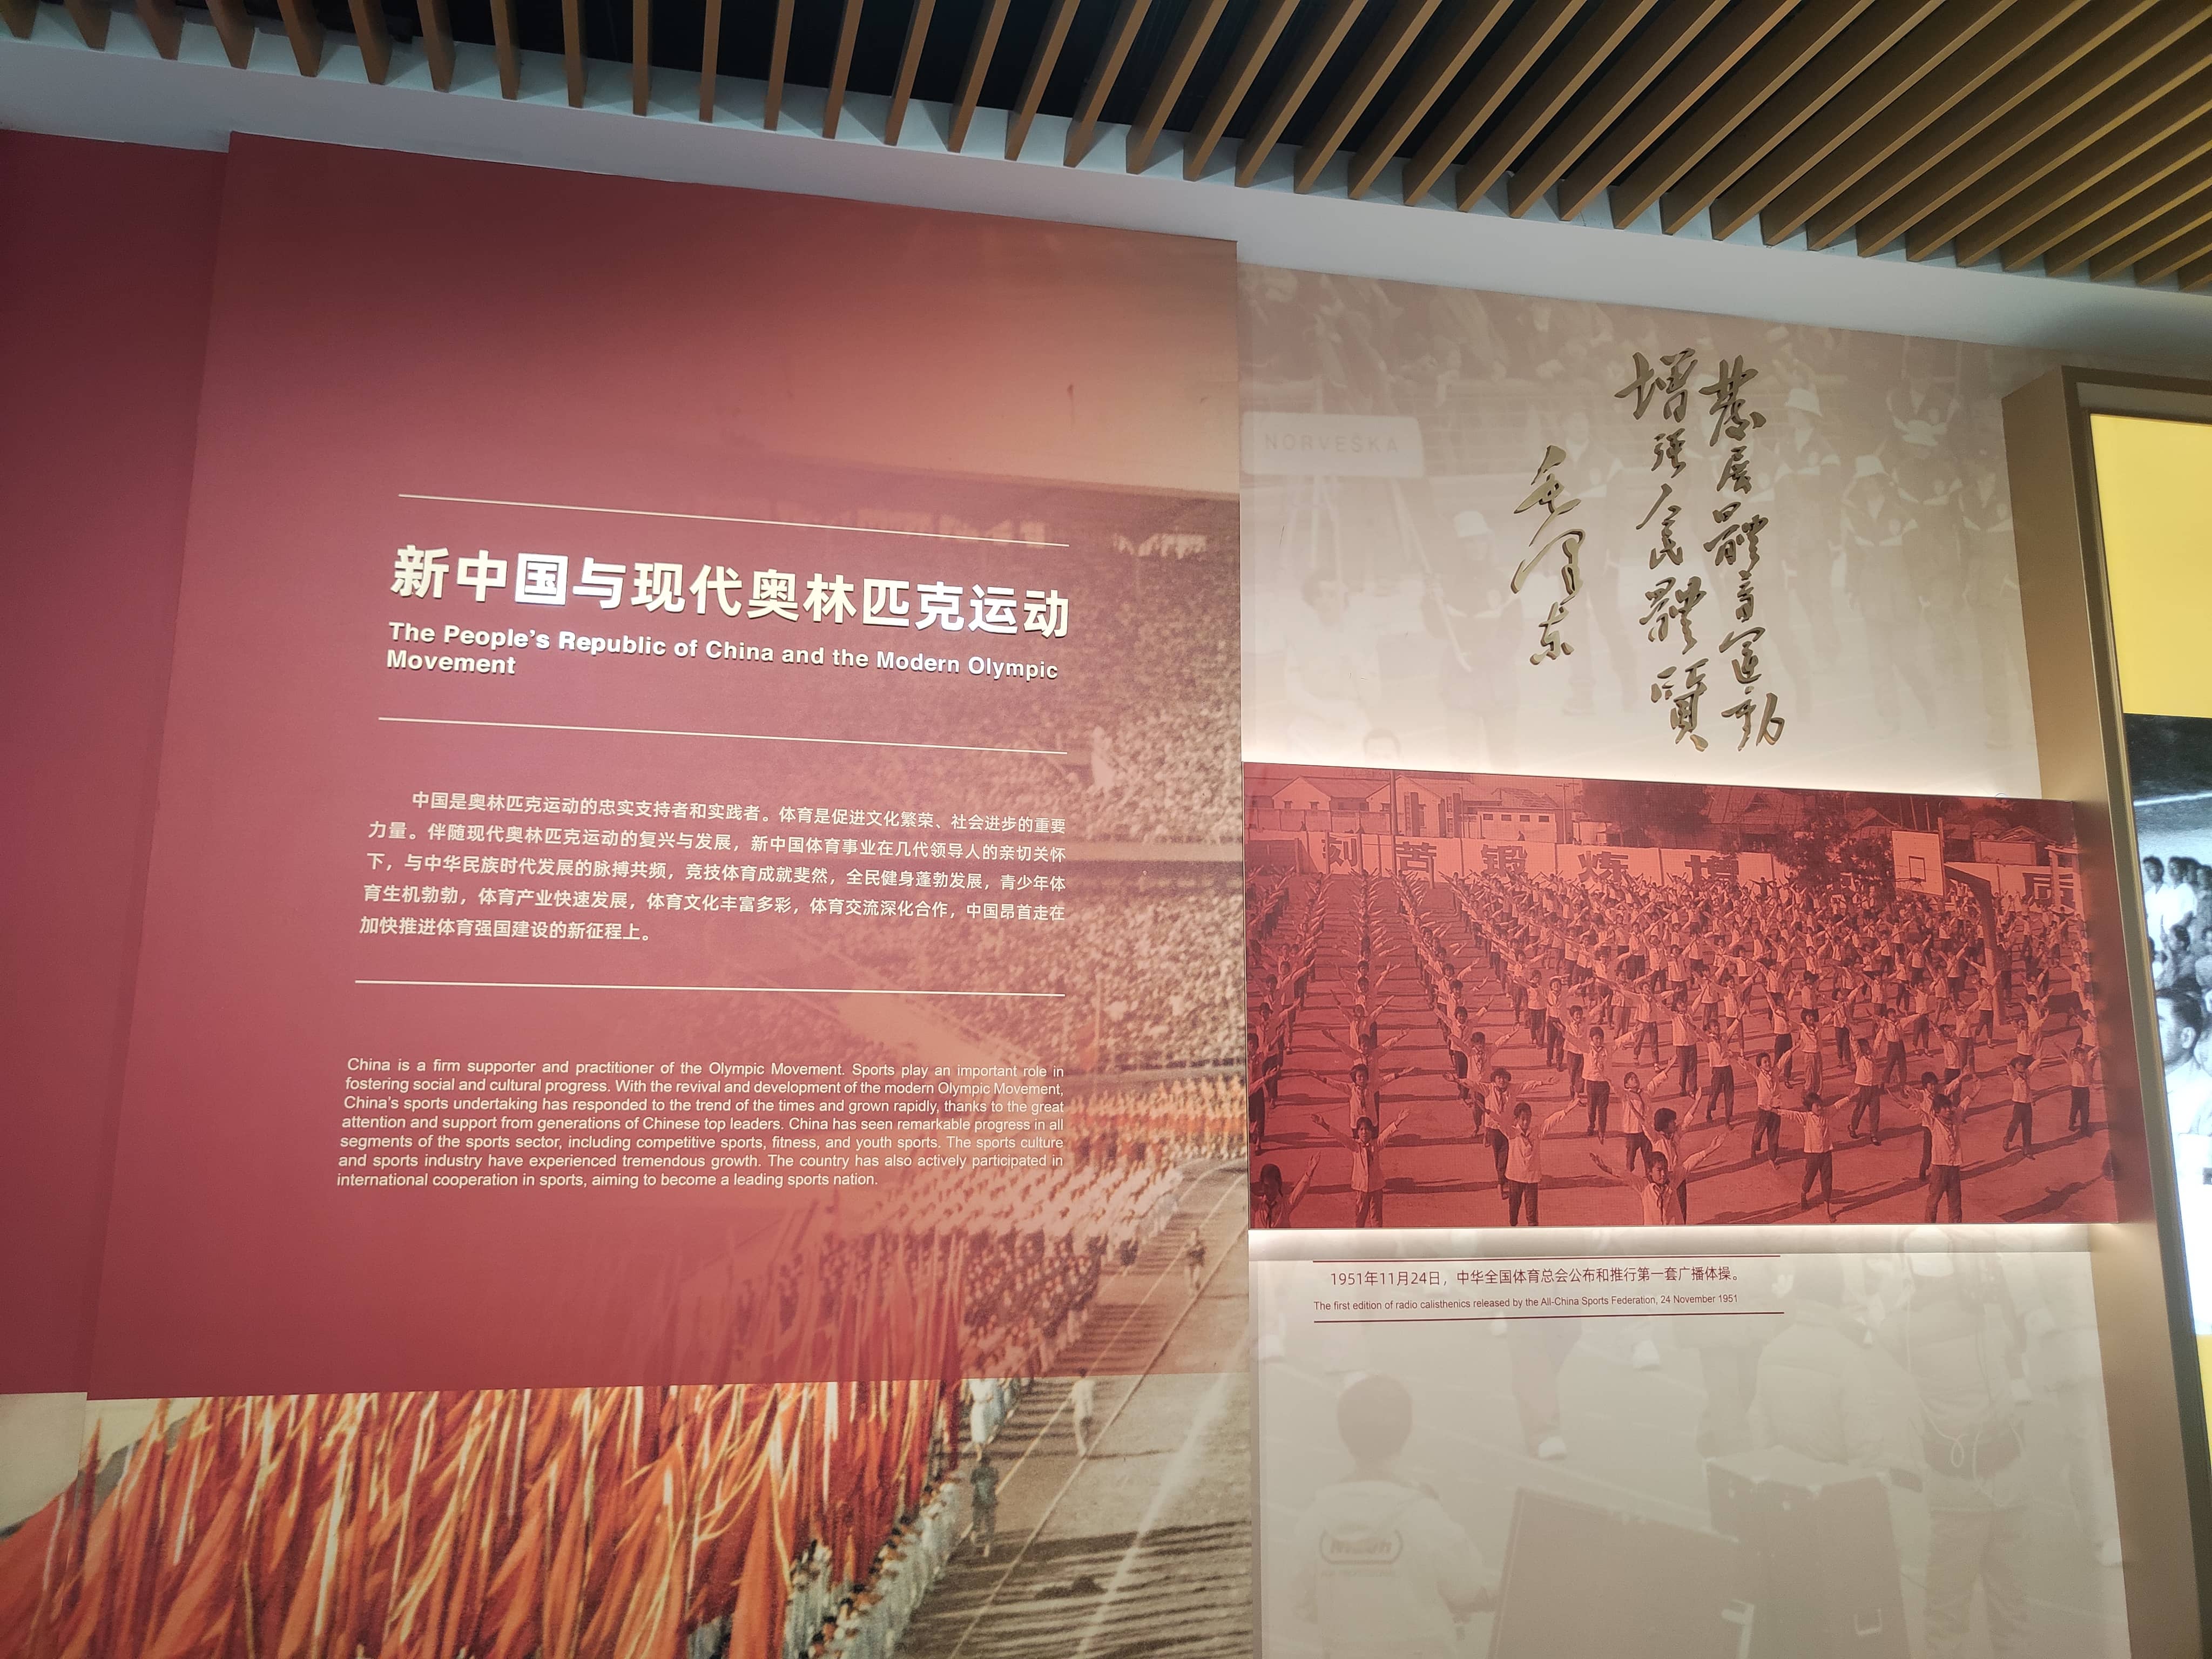 新中国与现代奥林匹克运动
The People's Republic of China and the Modern Olympic
Movement
中国是奥林匹克运动的忠实支持者和实践者。体育是促进文化繁荣、社会进步的重要
力量。伴随现代奥林匹克运动的复兴与发展，新中国体育事业在几代领导人的亲切关怀
下，与中华民族时代发展的脉搏共频，竞技体育成就斐然，全民健身蓬勃发展，青少年体
育生机勃勃，体育产业快速发展，体育文化丰富多彩，体育交流深化合作，中国昂首走在
加快推进体育强国建设的新征程上。
China is a firm supporter and practitioner of the Olympic Movement. Sports play an important role in
fostering social and cultural progress. With the revival and development of the modern Olympic Movement,
China's sports undertaking has responded to the trend of the times and grown rapidly, thanks to the great
attention and support from generations of Chinese top leaders. China has seen remarkable progress in all
segments of the sports sector, including competitive sports, fitness, and youth sports. The sports culture
and sports industry have experienced tremendous growth. The country has also actively participated in
international cooperation in sports, aiming to become a leading sports nation.
NORVEŠKA
發展體育運動
增强人民體質
毛泽东
刻苦鍛炼增
质
1951年11月24日，中华全国体育总会公布和推行第一套广播体操。
The first edition of radio calisthenics released by the All-China Sports Federation, 24 November 1951